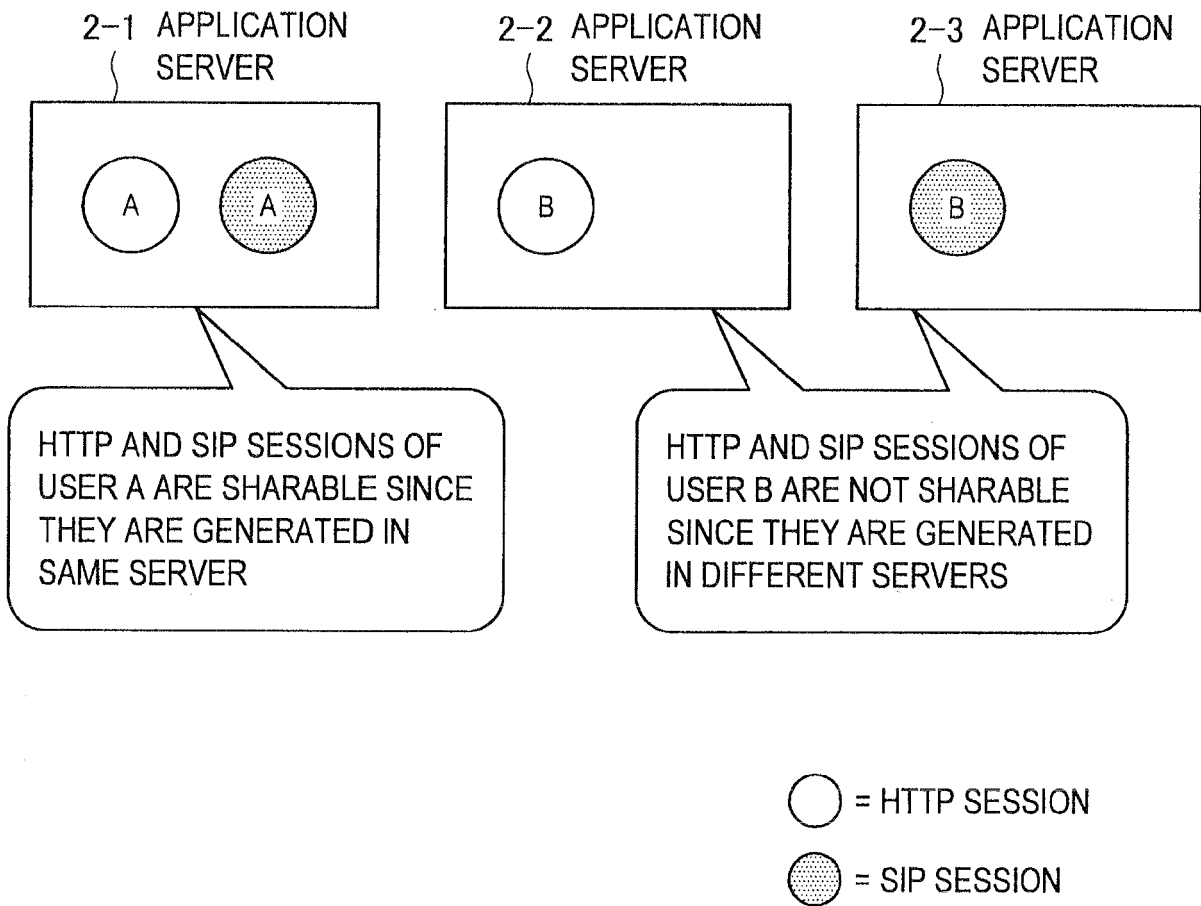 2-1 APPLICATION
SERVER
2-2 APPLICATION
SERVER
2-3 APPLICATION
SERVER
A
A
B
B
HTTP AND SIP SESSIONS OF
USER A ARE SHARABLE SINCE
THEY ARE GENERATED IN
SAME SERVER
HTTP AND SIP SESSIONS OF
USER B ARE NOT SHARABLE
SINCE THEY ARE GENERATED
IN DIFFERENT SERVERS
= HTTP SESSION
= SIP SESSION